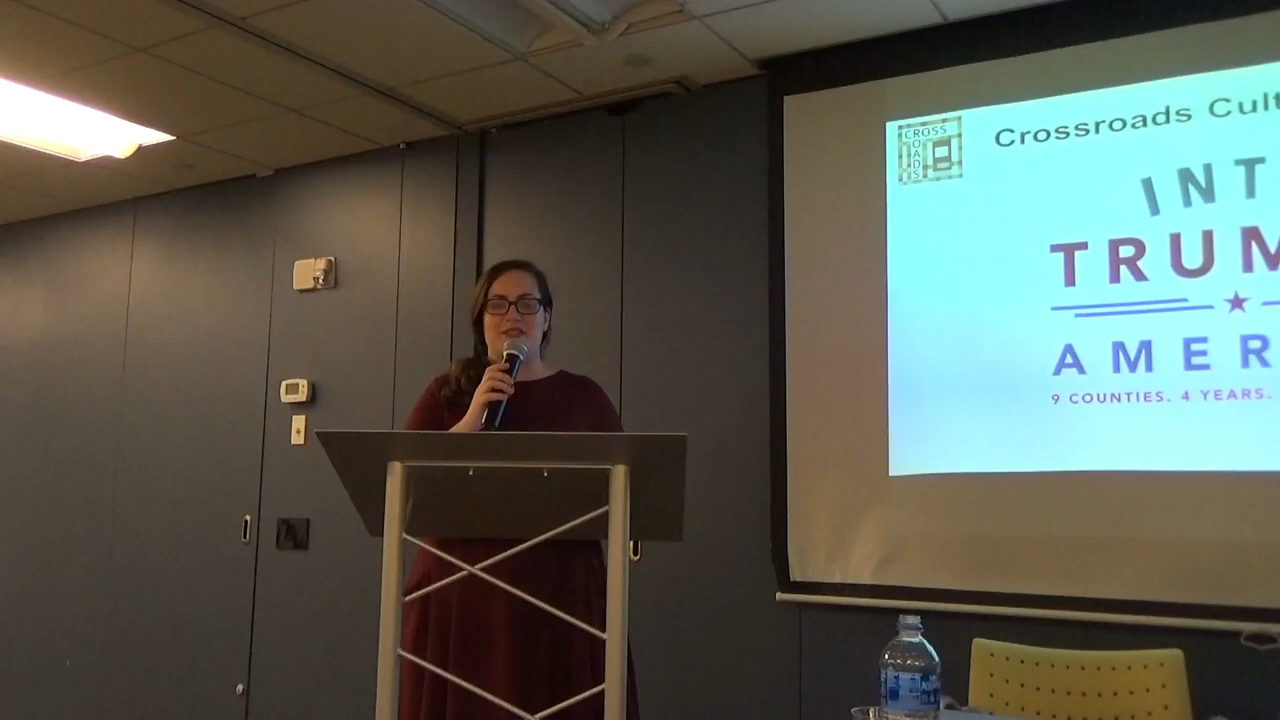 CROSS
ROADS
Crossroads Cult
INT
TRUM
AMER
9 COUNTIES. 4 YEARS.